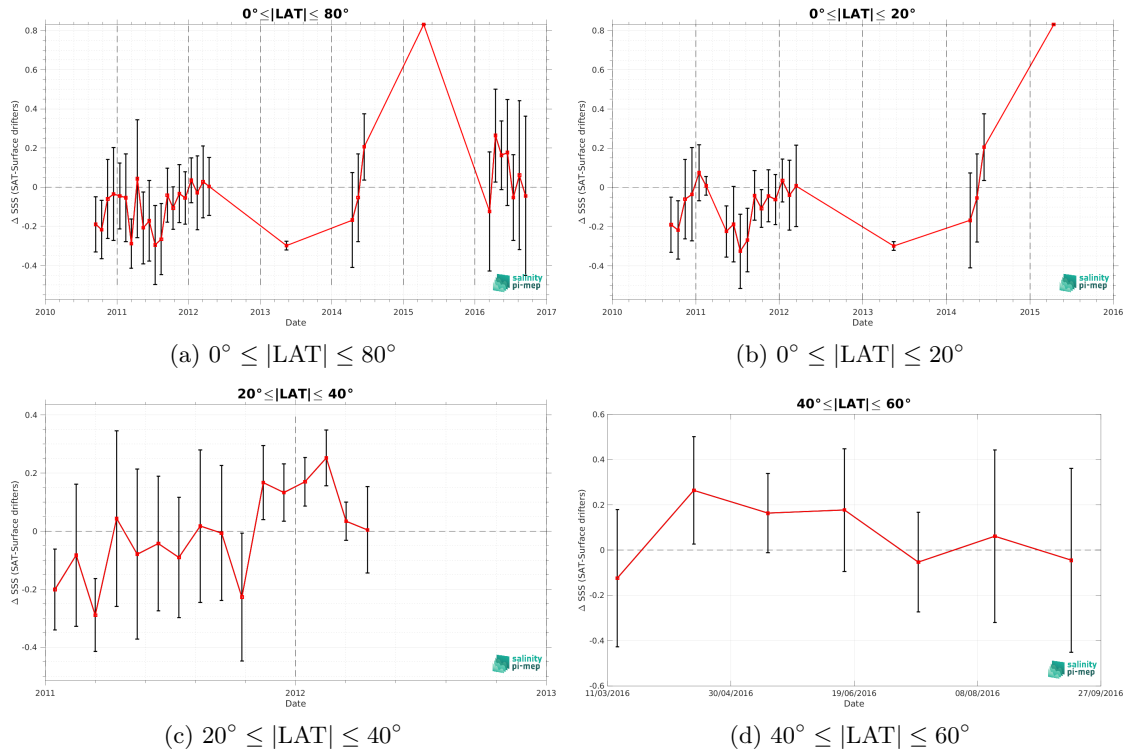 0°≤|LAT|≤ 80°
Δ SSS (SAT-Surface drifters)
0.8
0.6
0.4
0.2
0
-0.2
-0.4
salinity
pi-mep
2010 2011 2012 2013 2014 2015 2016 2017
Date
(a) 0° ≤ |LAT| ≤ 80°
0°≤|LAT|≤ 20°
Δ SSS (SAT-Surface drifters)
0.8
0.6
0.4
0.2
0
-0.2
-0.4
salinity
pi-mep
2010 2011 2012 2013 2014 2015 2016
Date
(b) 0° ≤ |LAT| ≤ 20°
20°≤|LAT|≤ 40°
Δ SSS (SAT-Surface drifters)
0.4
0.2
0
-0.2
-0.4
salinity
pi-mep
2011 2012 2013
Date
(c) 20° ≤ |LAT| ≤ 40°
40°≤|LAT|≤ 60°
Δ SSS (SAT-Surface drifters)
0.6
0.4
0.2
0
-0.2
-0.4
-0.6
salinity
pi-mep
11/03/2016 30/04/2016 19/06/2016 08/08/2016 27/09/2016
Date
(d) 40° ≤ |LAT| ≤ 60°